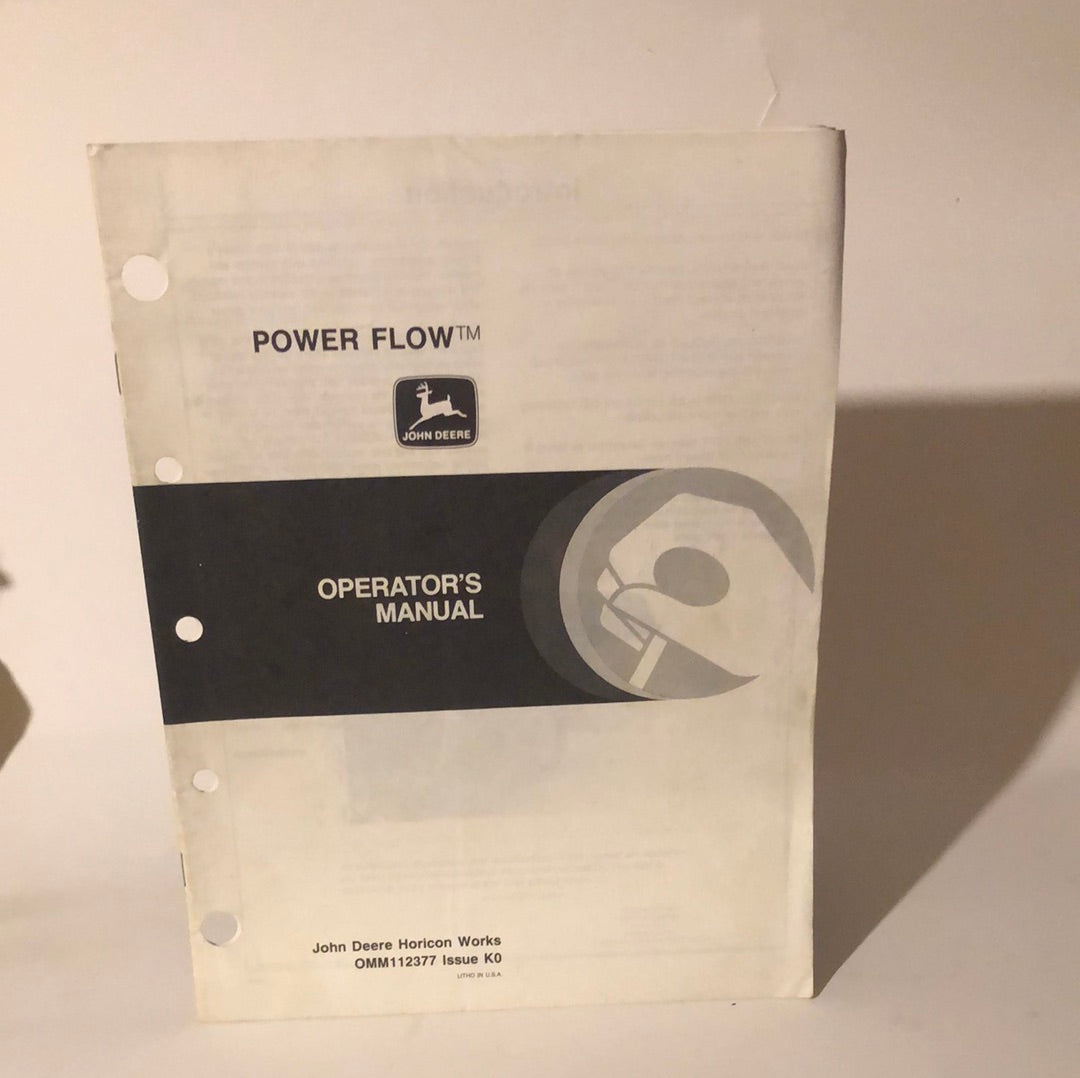 POWER FLOW™
JOHN DEERE
OPERATOR'S
MANUAL
John Deere Horicon Works
OMM112377 Issue K0
LITHO IN U.S.A.